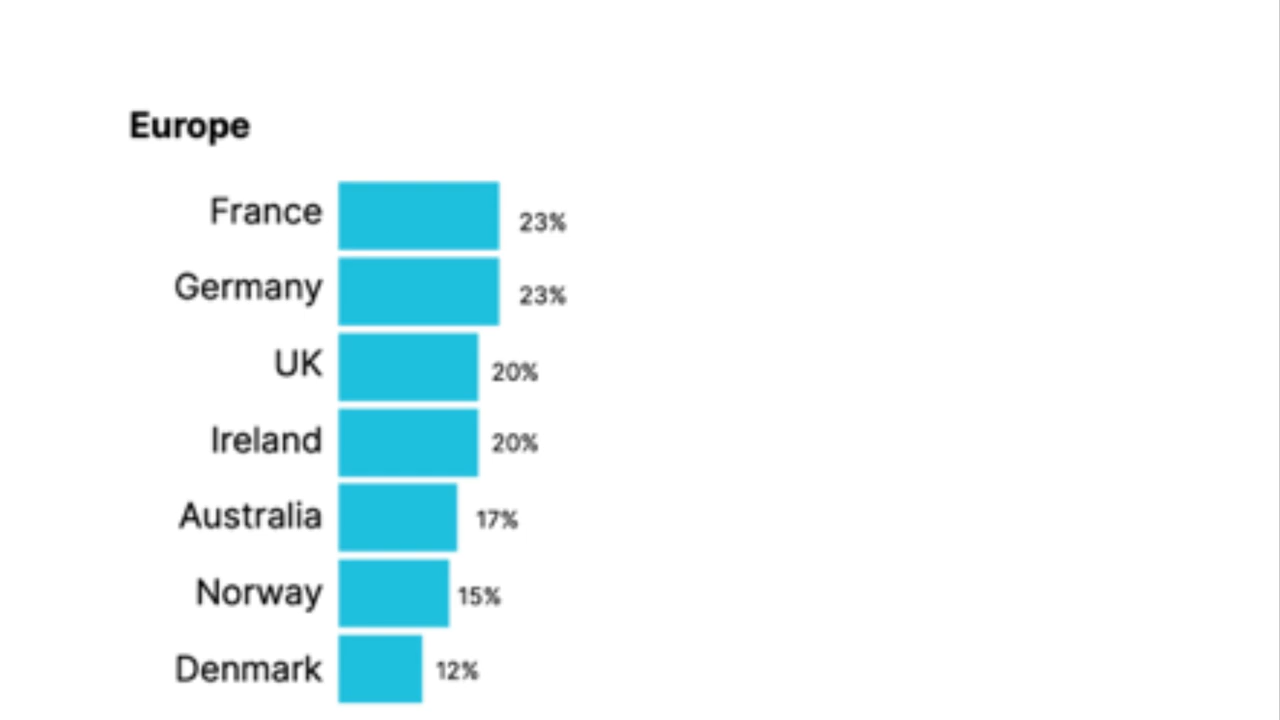 Europe
France 23%
Germany 23%
UK 20%
Ireland 20%
Australia 17%
Norway 15%
Denmark 12%